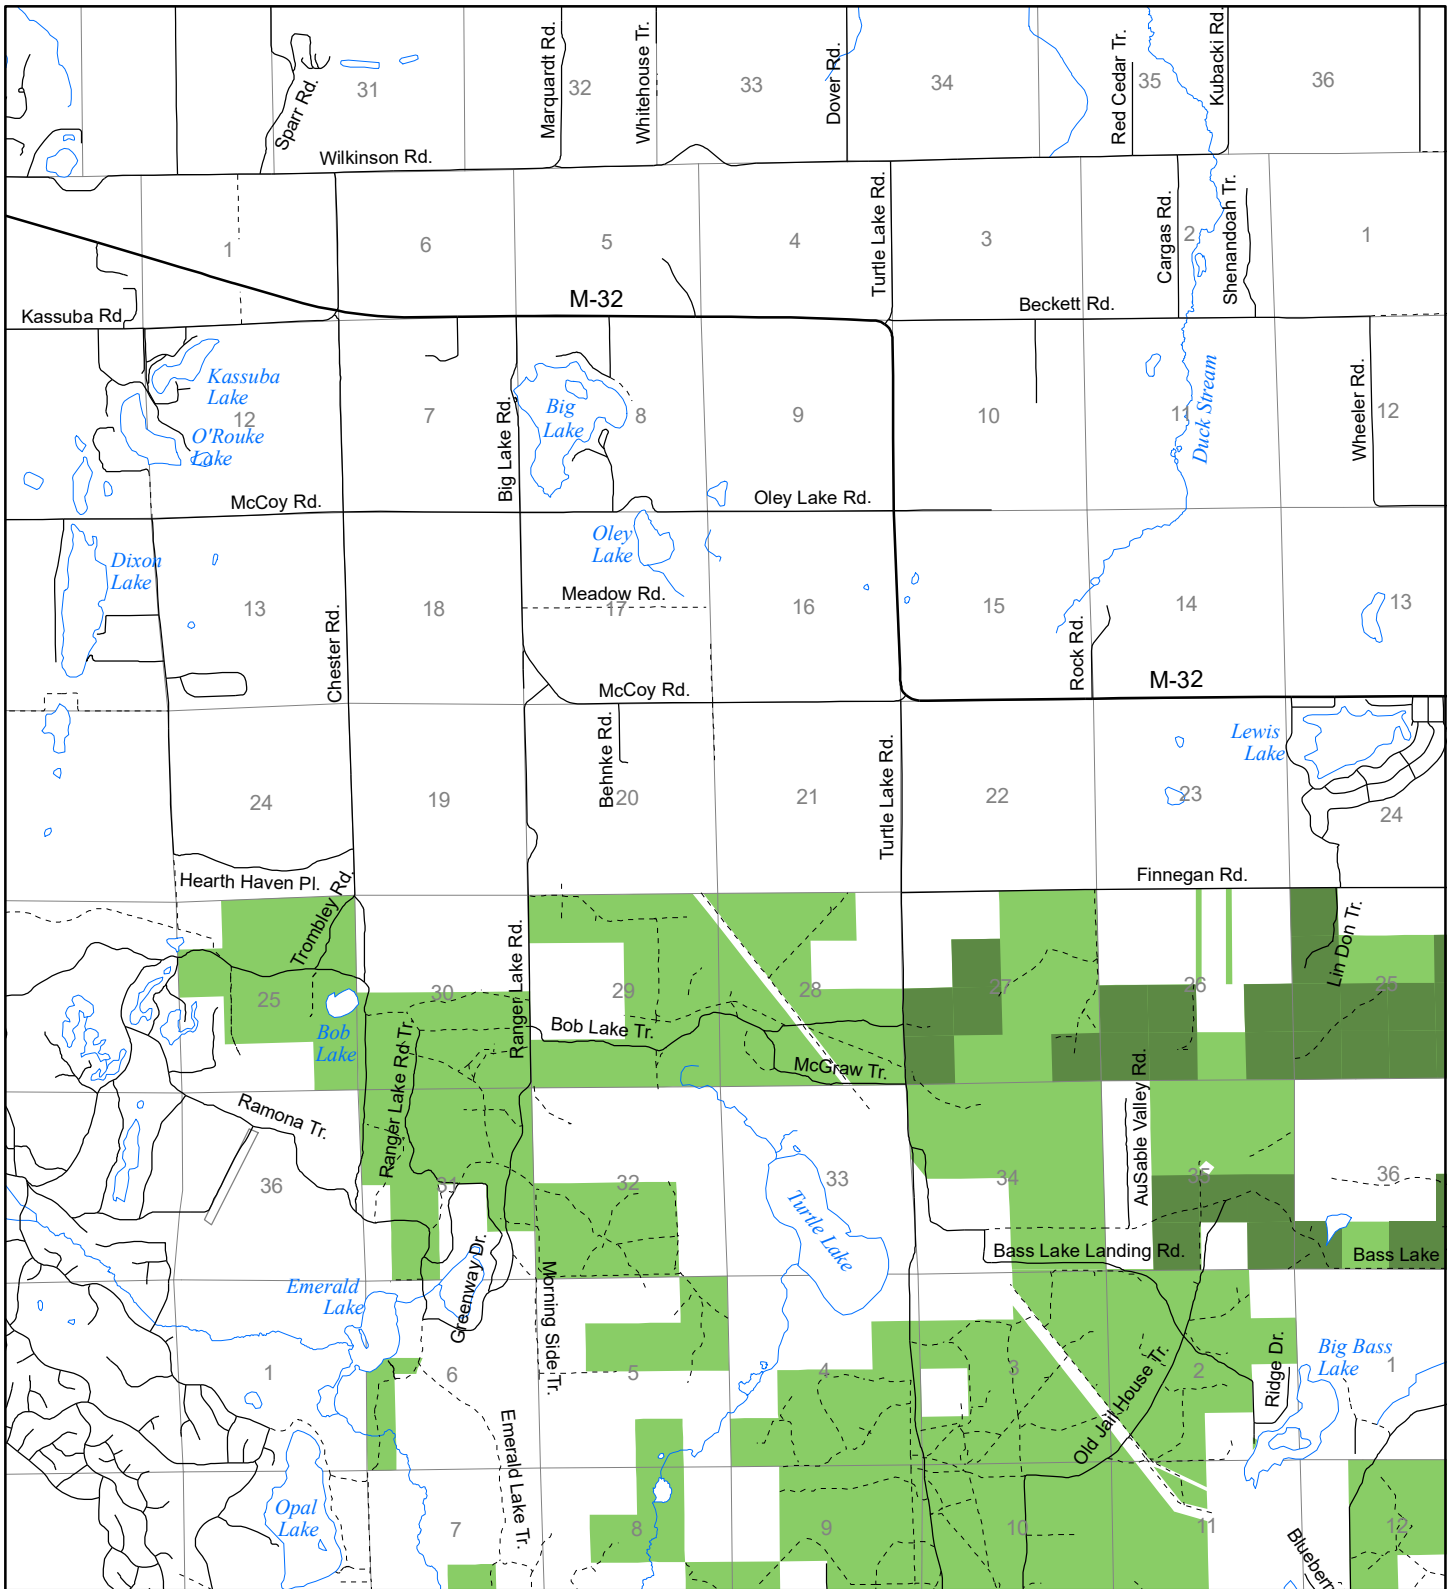 Marquardt Rd.
Whitehouse Tr.
Dover Rd.
Red Cedar Tr.
Kubacki Rd.
Sparr Rd.
31
32
33
34
35
36
Wilkinson Rd.
Turtle Lake Rd.
Cargas Rd.
Shenandoah Tr.
1
6
5
4
3
2
1
M-32
Beckett Rd.
Kassuba Rd.
Kassuba
Lake
O'Rouke
Lake
12
7
Big Lake Rd.
Big
Lake
8
9
10
11
Duck Stream
Wheeler Rd.
12
McCoy Rd.
Oley Lake Rd.
Oley
Lake
Dixon
Lake
Meadow Rd.
13
18
17
16
15
14
13
Chester Rd.
Rock Rd.
McCoy Rd.
M-32
Behnke Rd.
Turtle Lake Rd.
Lewis
Lake
24
19
20
21
22
23
24
Hearth Haven Pl.
Finnegan Rd.
Trombley Rd.
Ranger Lake Rd.
Lin Don Tr.
25
30
29
28
27
26
25
Bob
Lake
Bob Lake Tr.
McGraw Tr.
Ranger Lake Rd Tr.
AuSable Valley Rd.
Ramona Tr.
36
31
32
33
34
35
36
Turtle Lake
Bass Lake Landing Rd.
Bass Lake
Emerald
Lake
Greenway Dr.
Morning Side Tr.
Old Jail House Tr.
Ridge Dr.
Big Bass
Lake
1
6
5
4
3
2
1
Emerald Lake Tr.
Opal
Lake
7
8
9
10
11
12